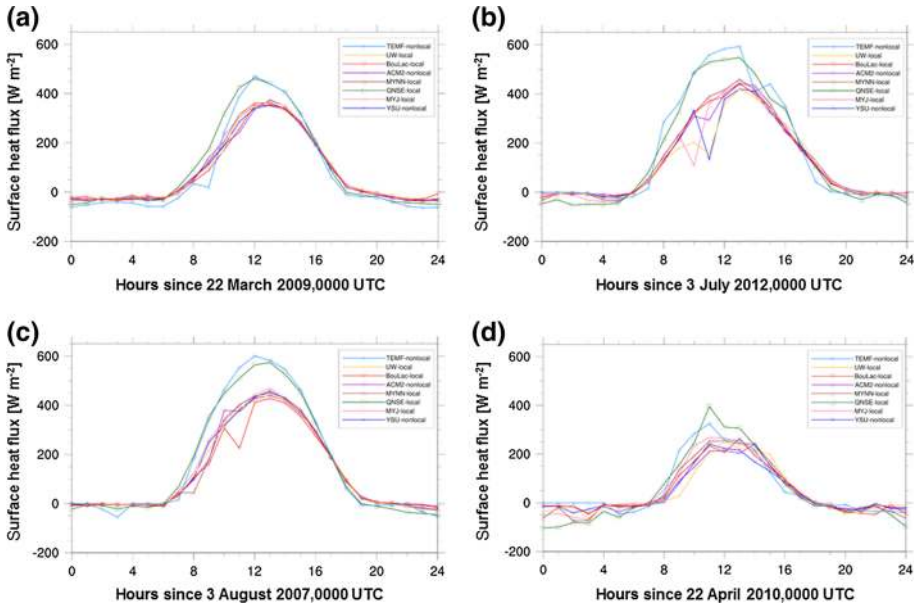 (a)
Surface heat flux [W m-2]
600
400
200
0
-200
TEMF-nonlocal
UW-local
BouLac-local
ACM2-nonlocal
MYNN-local
QNSE-local
MYJ-local
YSU-nonlocal
0 4 8 12 16 20 24
Hours since 22 March 2009,0000 UTC
(b)
Surface heat flux [W m-2]
600
400
200
0
-200
TEMF-nonlocal
UW-local
BouLac-local
ACM2-nonlocal
MYNN-local
QNSE-local
MYJ-local
YSU-nonlocal
0 4 8 12 16 20 24
Hours since 3 July 2012,0000 UTC
(c)
Surface heat flux [W m-2]
600
400
200
0
-200
TEMF-nonlocal
UW-local
BouLac-local
ACM2-nonlocal
MYNN-local
QNSE-local
MYJ-local
YSU-nonlocal
0 4 8 12 16 20 24
Hours since 3 August 2007,0000 UTC
(d)
Surface heat flux [W m-2]
600
400
200
0
-200
TEMF-nonlocal
UW-local
BouLac-local
ACM2-nonlocal
MYNN-local
QNSE-local
MYJ-local
YSU-nonlocal
0 4 8 12 16 20 24
Hours since 22 April 2010,0000 UTC